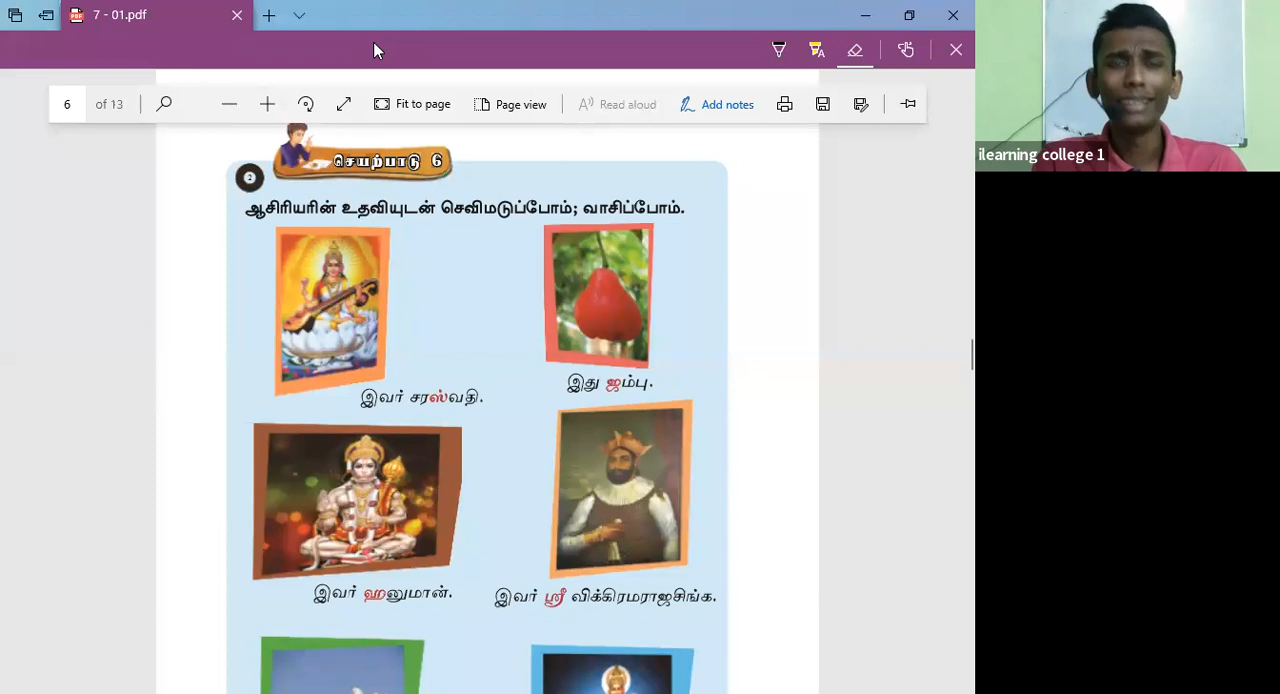 7 - 01.pdf
6 of 13
Fit to page
Page view
Read aloud
Add notes
ilearning college 1
செயற்பாடு 6
2
ஆசிரியரின் உதவியுடன் செவிமடுப்போம்; வாசிப்போம்.
இவர் சரஸ்வதி.
இது ஜம்பு.
இவர் ஹனுமான்.
இவர் ஸ்ரீ விக்கிரமராஜசிங்க.